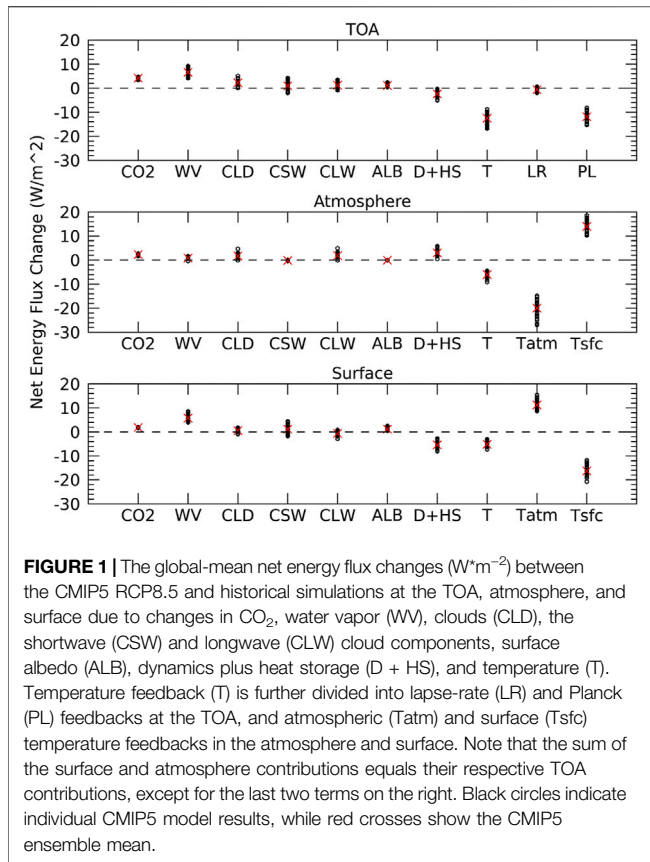 TOA
20
10
0
-10
-20
-30
CO2 WV CLD CSW CLW ALB D+HS T LR PL
Atmosphere
20
10
0
-10
-20
-30
CO2 WV CLD CSW CLW ALB D+HS T Tatm Tsfc
Surface
20
10
0
-10
-20
-30
CO2 WV CLD CSW CLW ALB D+HS T Tatm Tsfc
Net Energy Flux Change (W/m^2)
FIGURE 1 | The global-mean net energy flux changes (W*m⁻²) between
the CMIP5 RCP8.5 and historical simulations at the TOA, atmosphere, and
surface due to changes in CO₂, water vapor (WV), clouds (CLD), the
shortwave (CSW) and longwave (CLW) cloud components, surface
albedo (ALB), dynamics plus heat storage (D + HS), and temperature (T).
Temperature feedback (T) is further divided into lapse-rate (LR) and Planck
(PL) feedbacks at the TOA, and atmospheric (Tatm) and surface (Tsfc)
temperature feedbacks in the atmosphere and surface. Note that the sum of
the surface and atmosphere contributions equals their respective TOA
contributions, except for the last two terms on the right. Black circles indicate
individual CMIP5 model results, while red crosses show the CMIP5
ensemble mean.